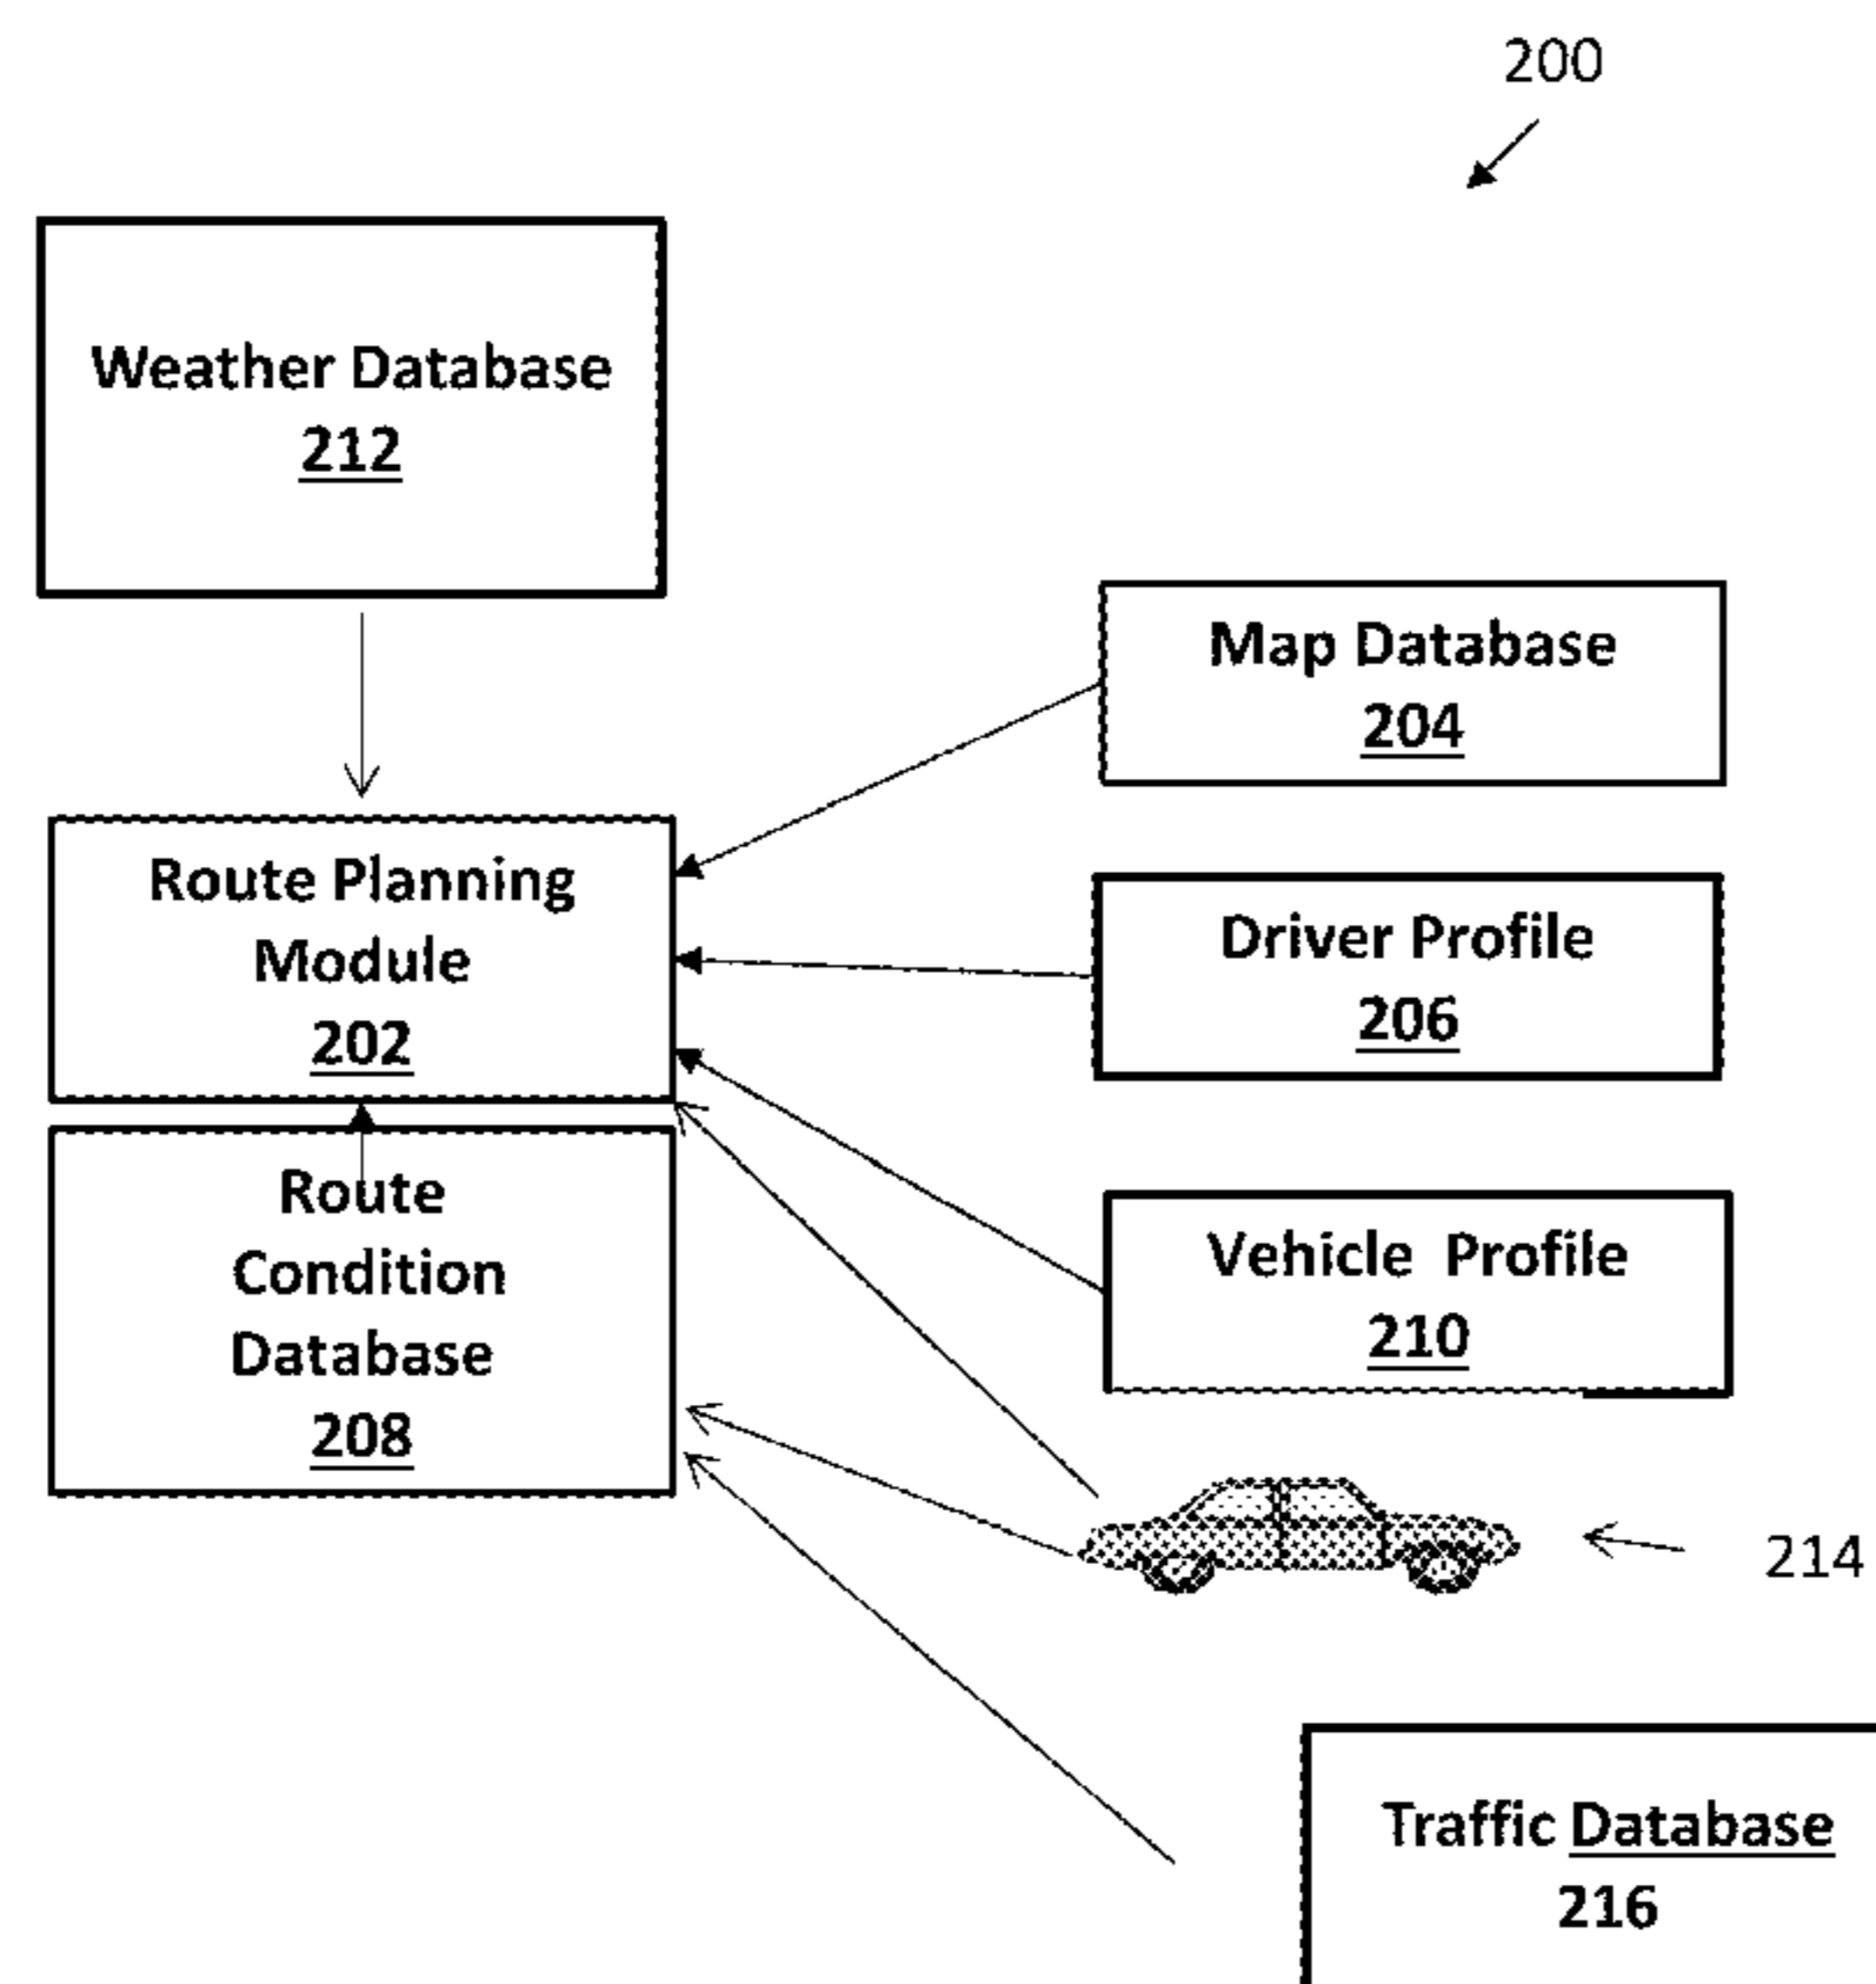 200
Weather Database
212
Map Database
204
Route Planning
Module
202
Driver Profile
206
Route
Condition
Database
208
Vehicle Profile
210
214
Traffic Database
216